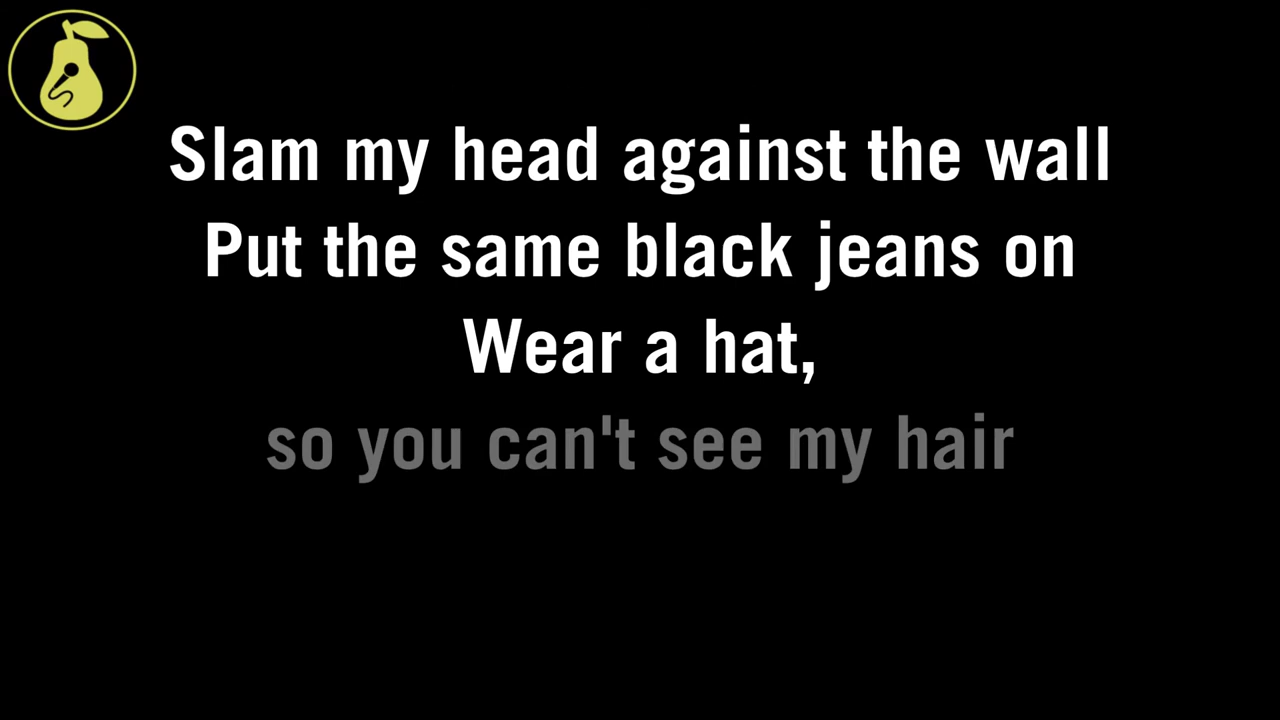 Slam my head against the wall
Put the same black jeans on
Wear a hat,
so you can't see my hair